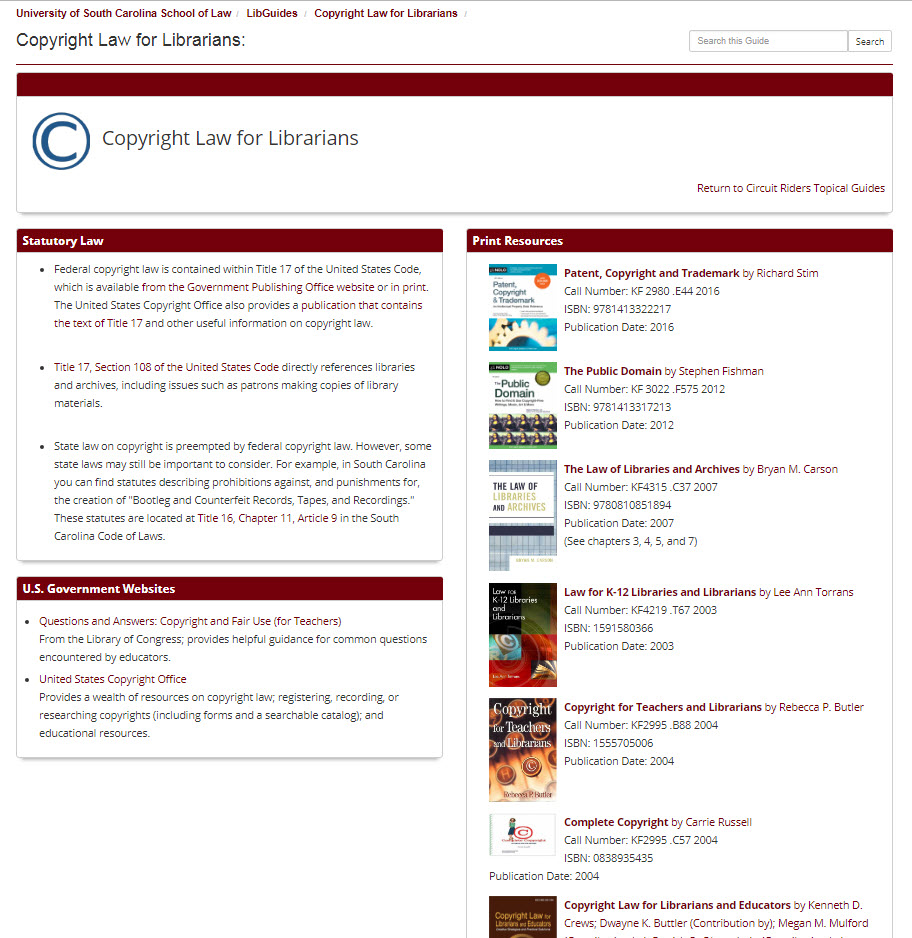 University of South Carolina School of Law / LibGuides / Copyright Law for Librarians /
Copyright Law for Librarians:
Search this Guide
Search
©
Copyright Law for Librarians
Return to Circuit Riders Topical Guides
Statutory Law
Federal copyright law is contained within Title 17 of the United States Code,
which is available from the Government Publishing Office website or in print.
The United States Copyright Office also provides a publication that contains
the text of Title 17 and other useful information on copyright law.
Title 17, Section 108 of the United States Code directly references libraries
and archives, including issues such as patrons making copies of library
materials.
State law on copyright is preempted by federal copyright law. However, some
state laws may still be important to consider. For example, in South Carolina
you can find statutes describing prohibitions against, and punishments for,
the creation of "Bootleg and Counterfeit Records, Tapes, and Recordings."
These statutes are located at Title 16, Chapter 11, Article 9 in the South
Carolina Code of Laws.
U.S. Government Websites
Questions and Answers: Copyright and Fair Use (for Teachers)
From the Library of Congress; provides helpful guidance for common questions
encountered by educators.
United States Copyright Office
Provides a wealth of resources on copyright law; registering, recording, or
researching copyrights (including forms and a searchable catalog); and
educational resources.
Print Resources
NOLO
Patent,
Copyright
& Trademark
Patent, Copyright and Trademark by Richard Stim
Call Number: KF 2980 .E44 2016
ISBN: 9781413322217
Publication Date: 2016
NOLO
The Public
Domain
The Public Domain by Stephen Fishman
Call Number: KF 3022 .F575 2012
ISBN: 9781413317213
Publication Date: 2012
THE LAW OF
LIBRARIES
AND ARCHIVES
BRYAN M. CARSON
The Law of Libraries and Archives by Bryan M. Carson
Call Number: KF4315 .C37 2007
ISBN: 9780810851894
Publication Date: 2007
(See chapters 3, 4, 5, and 7)
Law for
K-12 Libraries
and
Librarians
Lee Ann Torrans
Law for K-12 Libraries and Librarians by Lee Ann Torrans
Call Number: KF4219 .T67 2003
ISBN: 1591580366
Publication Date: 2003
Copyright
for Teachers
and Librarians
Rebecca P. Butler
Copyright for Teachers and Librarians by Rebecca P. Butler
Call Number: KF2995 .B88 2004
ISBN: 1555705006
Publication Date: 2004
Complete Copyright
Complete Copyright by Carrie Russell
Call Number: KF2995 .C57 2004
ISBN: 0838935435
Publication Date: 2004
Copyright Law for
Librarians and Educators
Copyright Law for Librarians and Educators by Kenneth D.
Crews; Dwayne K. Buttler (Contribution by); Megan M. Mulford